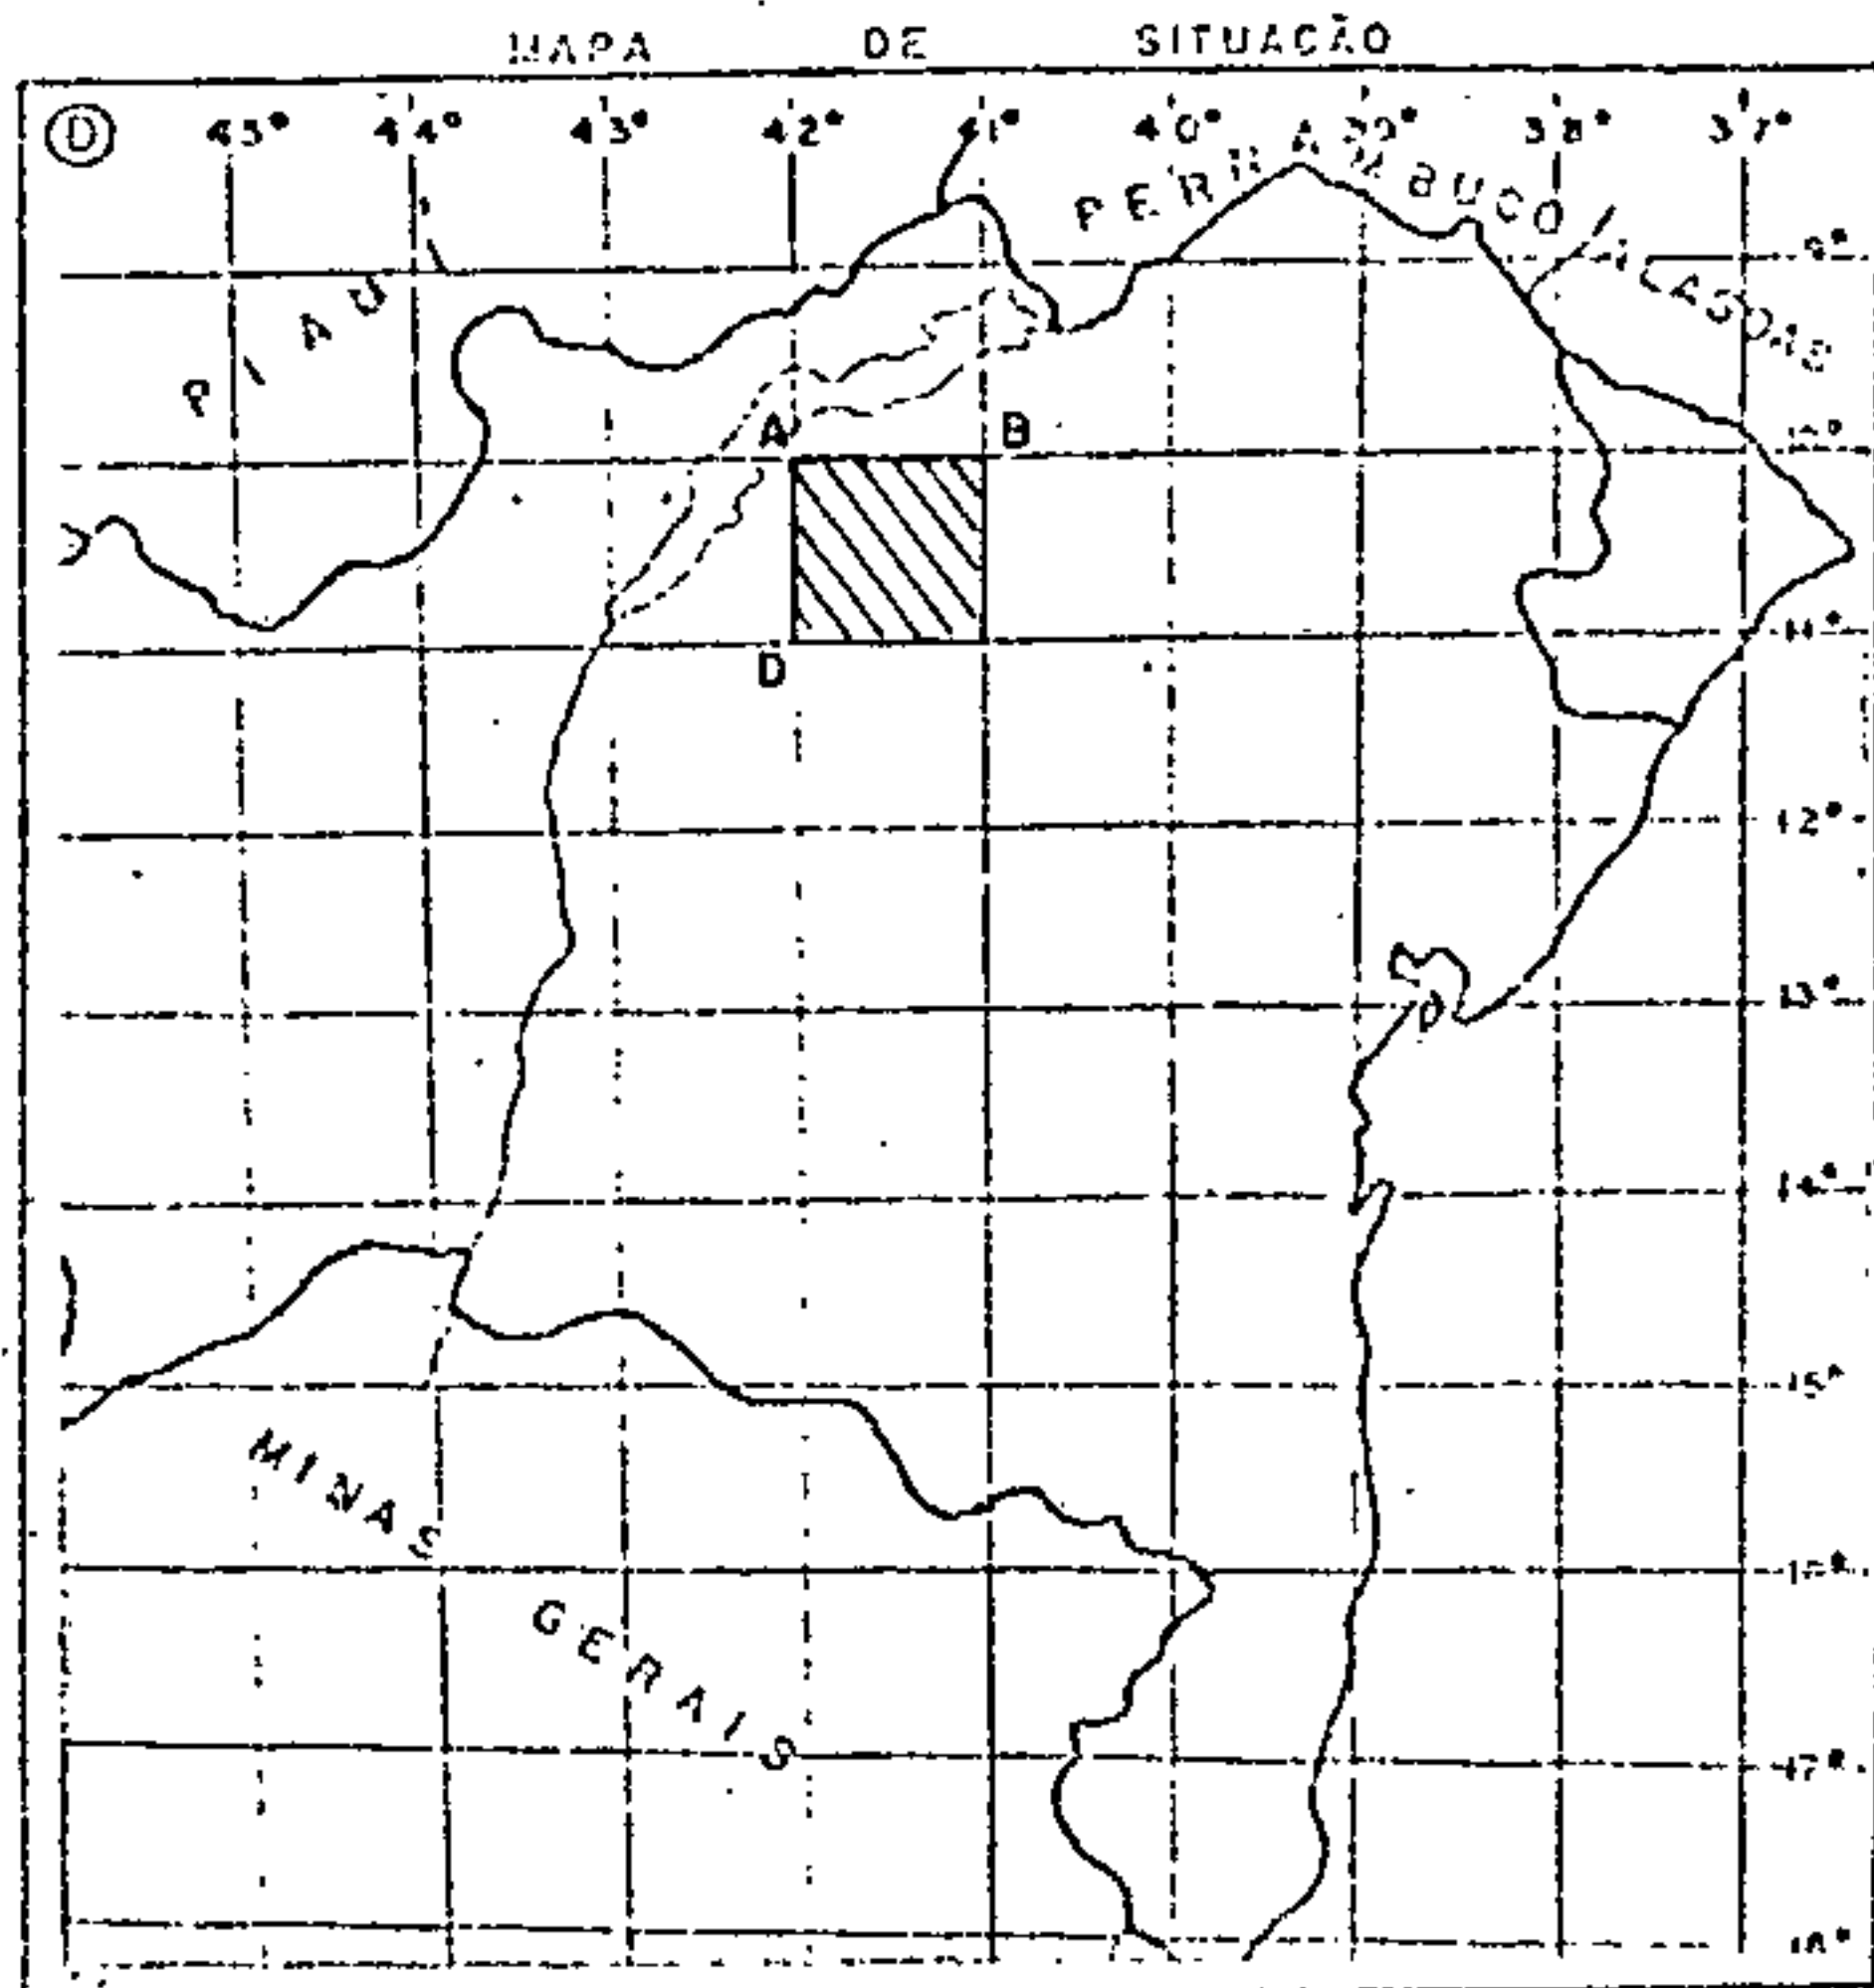 MAPA DE SITUAÇÃO
D
45° 44° 43° 42° 41° 40° 39° 38° 37°
PERNAMBUCO
ALAGOAS
PIAUÍ
9°
A B
10°
D
11°
12°
13°
14°
15°
MINAS
16°
GERAIS
17°
18°